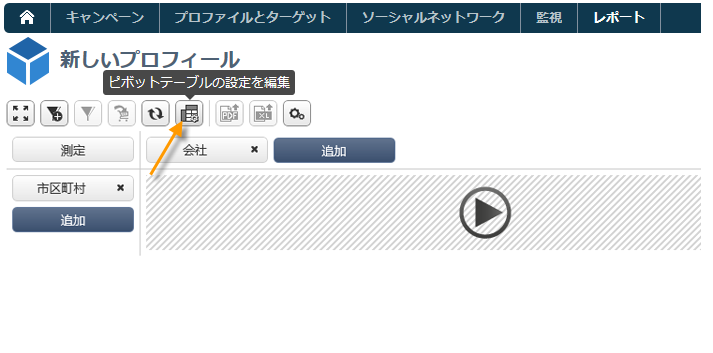 キャンペーン
プロファイルとターゲット
ソーシャルネットワーク
監視
レポート
新しいプロフィール
ピボットテーブルの設定を編集
PDF
XL
測定
会社
追加
市区町村
追加